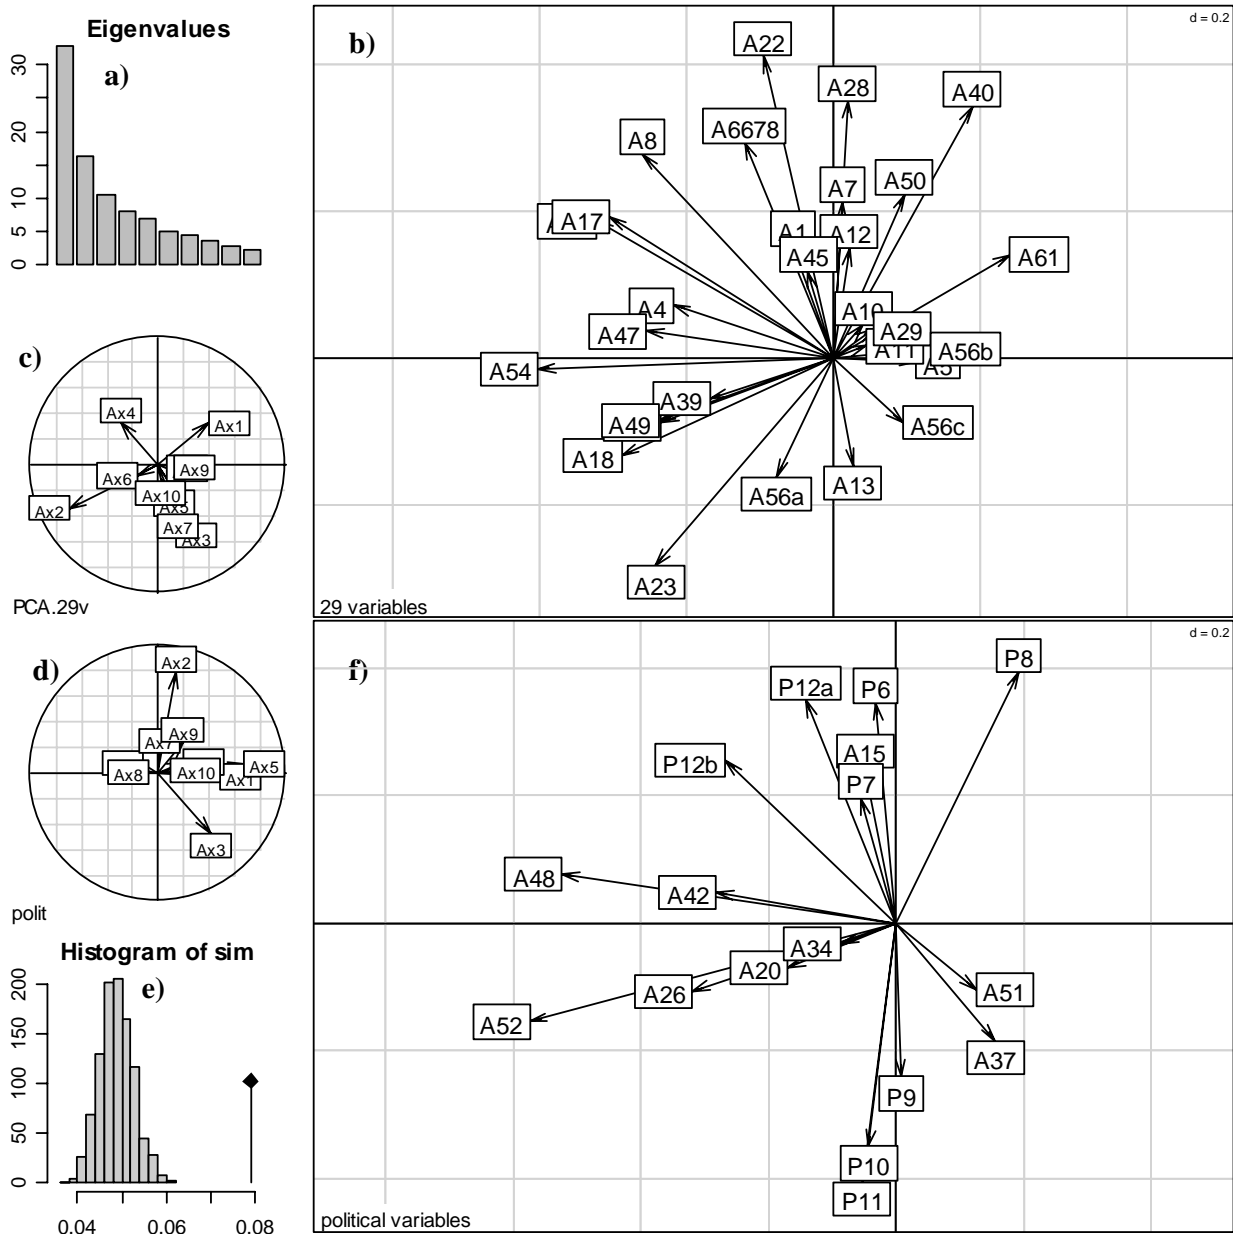 Eigenvalues
a)
30
20
10
5
0
b)
d = 0.2
A22
A28
A40
A6678
A8
A7
A50
A17
A1
A12
A45
A61
A4
A10
A47
A29
A11
A56b
A5
A54
A39
A49
A56c
A18
A56a
A13
A23
29 variables
c)
Ax4
Ax1
Ax9
Ax6
Ax10
Ax2
Ax5
Ax7
Ax3
PCA.29v
d)
Ax2
Ax9
Ax7
Ax8
Ax10
Ax1
Ax5
Ax3
polit
Histogram of sim
e)
200
150
100
50
0
0.04
0.06
0.08
f)
d = 0.2
P8
P12a
P6
A15
P12b
P7
A48
A42
A34
A20
A26
A51
A52
A37
P9
P10
P11
political variables